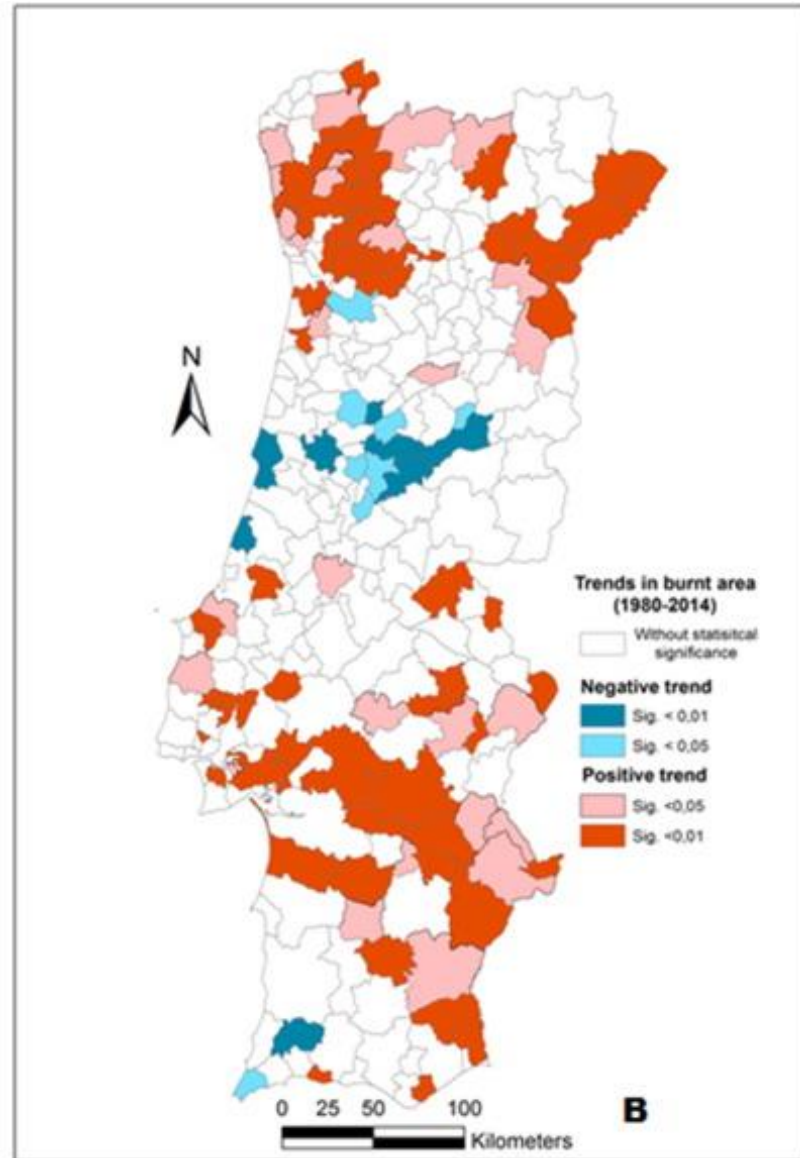 N
Trends in burnt area
(1980-2014)
Without statisitcal
significance
Negative trend
Sig. < 0,01
Sig. < 0,05
Positive trend
Sig. <0,05
Sig. <0,01
B
0 25 50 100
Kilometers